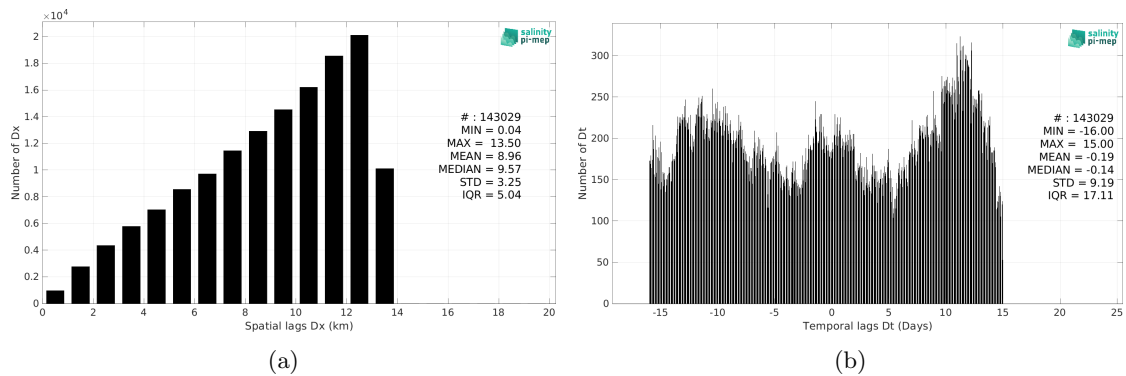 ×10⁴
2
1.8
1.6
1.4
1.2
1
0.8
0.6
0.4
0.2
0
Number of Dx
0 2 4 6 8 10 12 14 16 18 20
Spatial lags Dx (km)
salinity
pi-mep
# : 143029
MIN = 0.04
MAX = 13.50
MEAN = 8.96
MEDIAN = 9.57
STD = 3.25
IQR = 5.04
(a)
300
250
200
150
100
50
0
Number of Dt
-15 -10 -5 0 5 10 15 20 25
Temporal lags Dt (Days)
salinity
pi-mep
# : 143029
MIN = -16.00
MAX = 15.00
MEAN = -0.19
MEDIAN = -0.14
STD = 9.19
IQR = 17.11
(b)